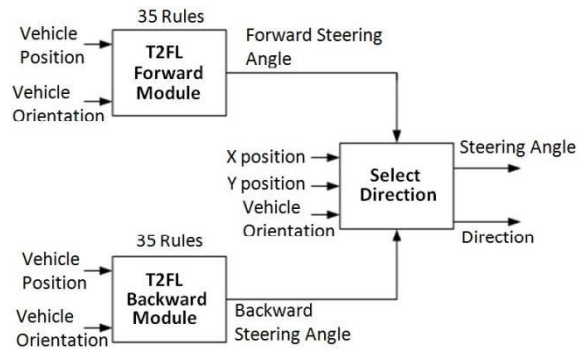 35 Rules
Vehicle
Position
Vehicle
Orientation
T2FL
Forward
Module
Forward Steering
Angle
X position
Y position
Vehicle
Orientation
Select
Direction
Steering Angle
Direction
35 Rules
Vehicle
Position
Vehicle
Orientation
T2FL
Backward
Module
Backward
Steering Angle